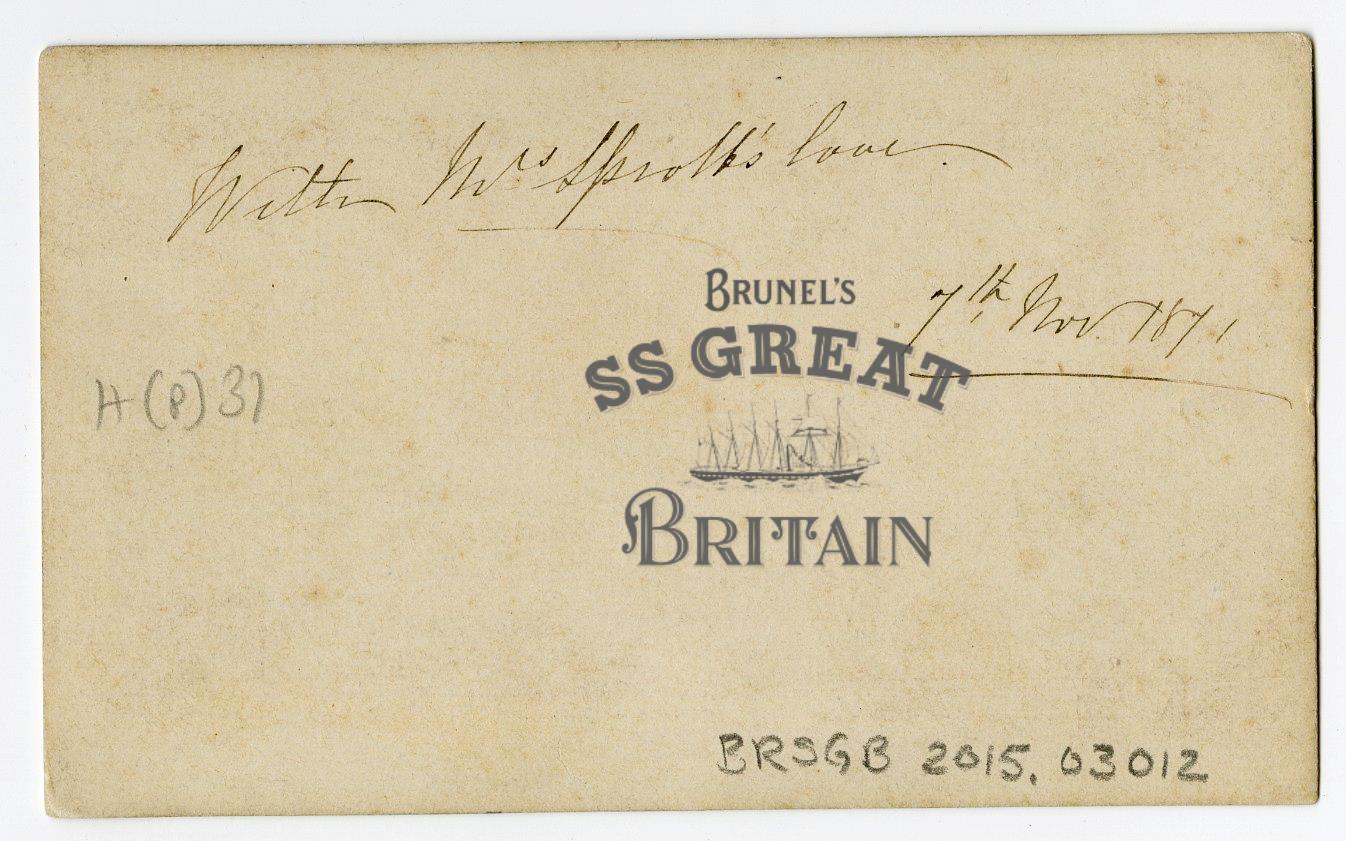 With Mrs Sprott's love.
7th, Nov. 1871
BRUNEL'S
SS GREAT
BRITAIN
H (P) 31
BRSGB 2015.03012